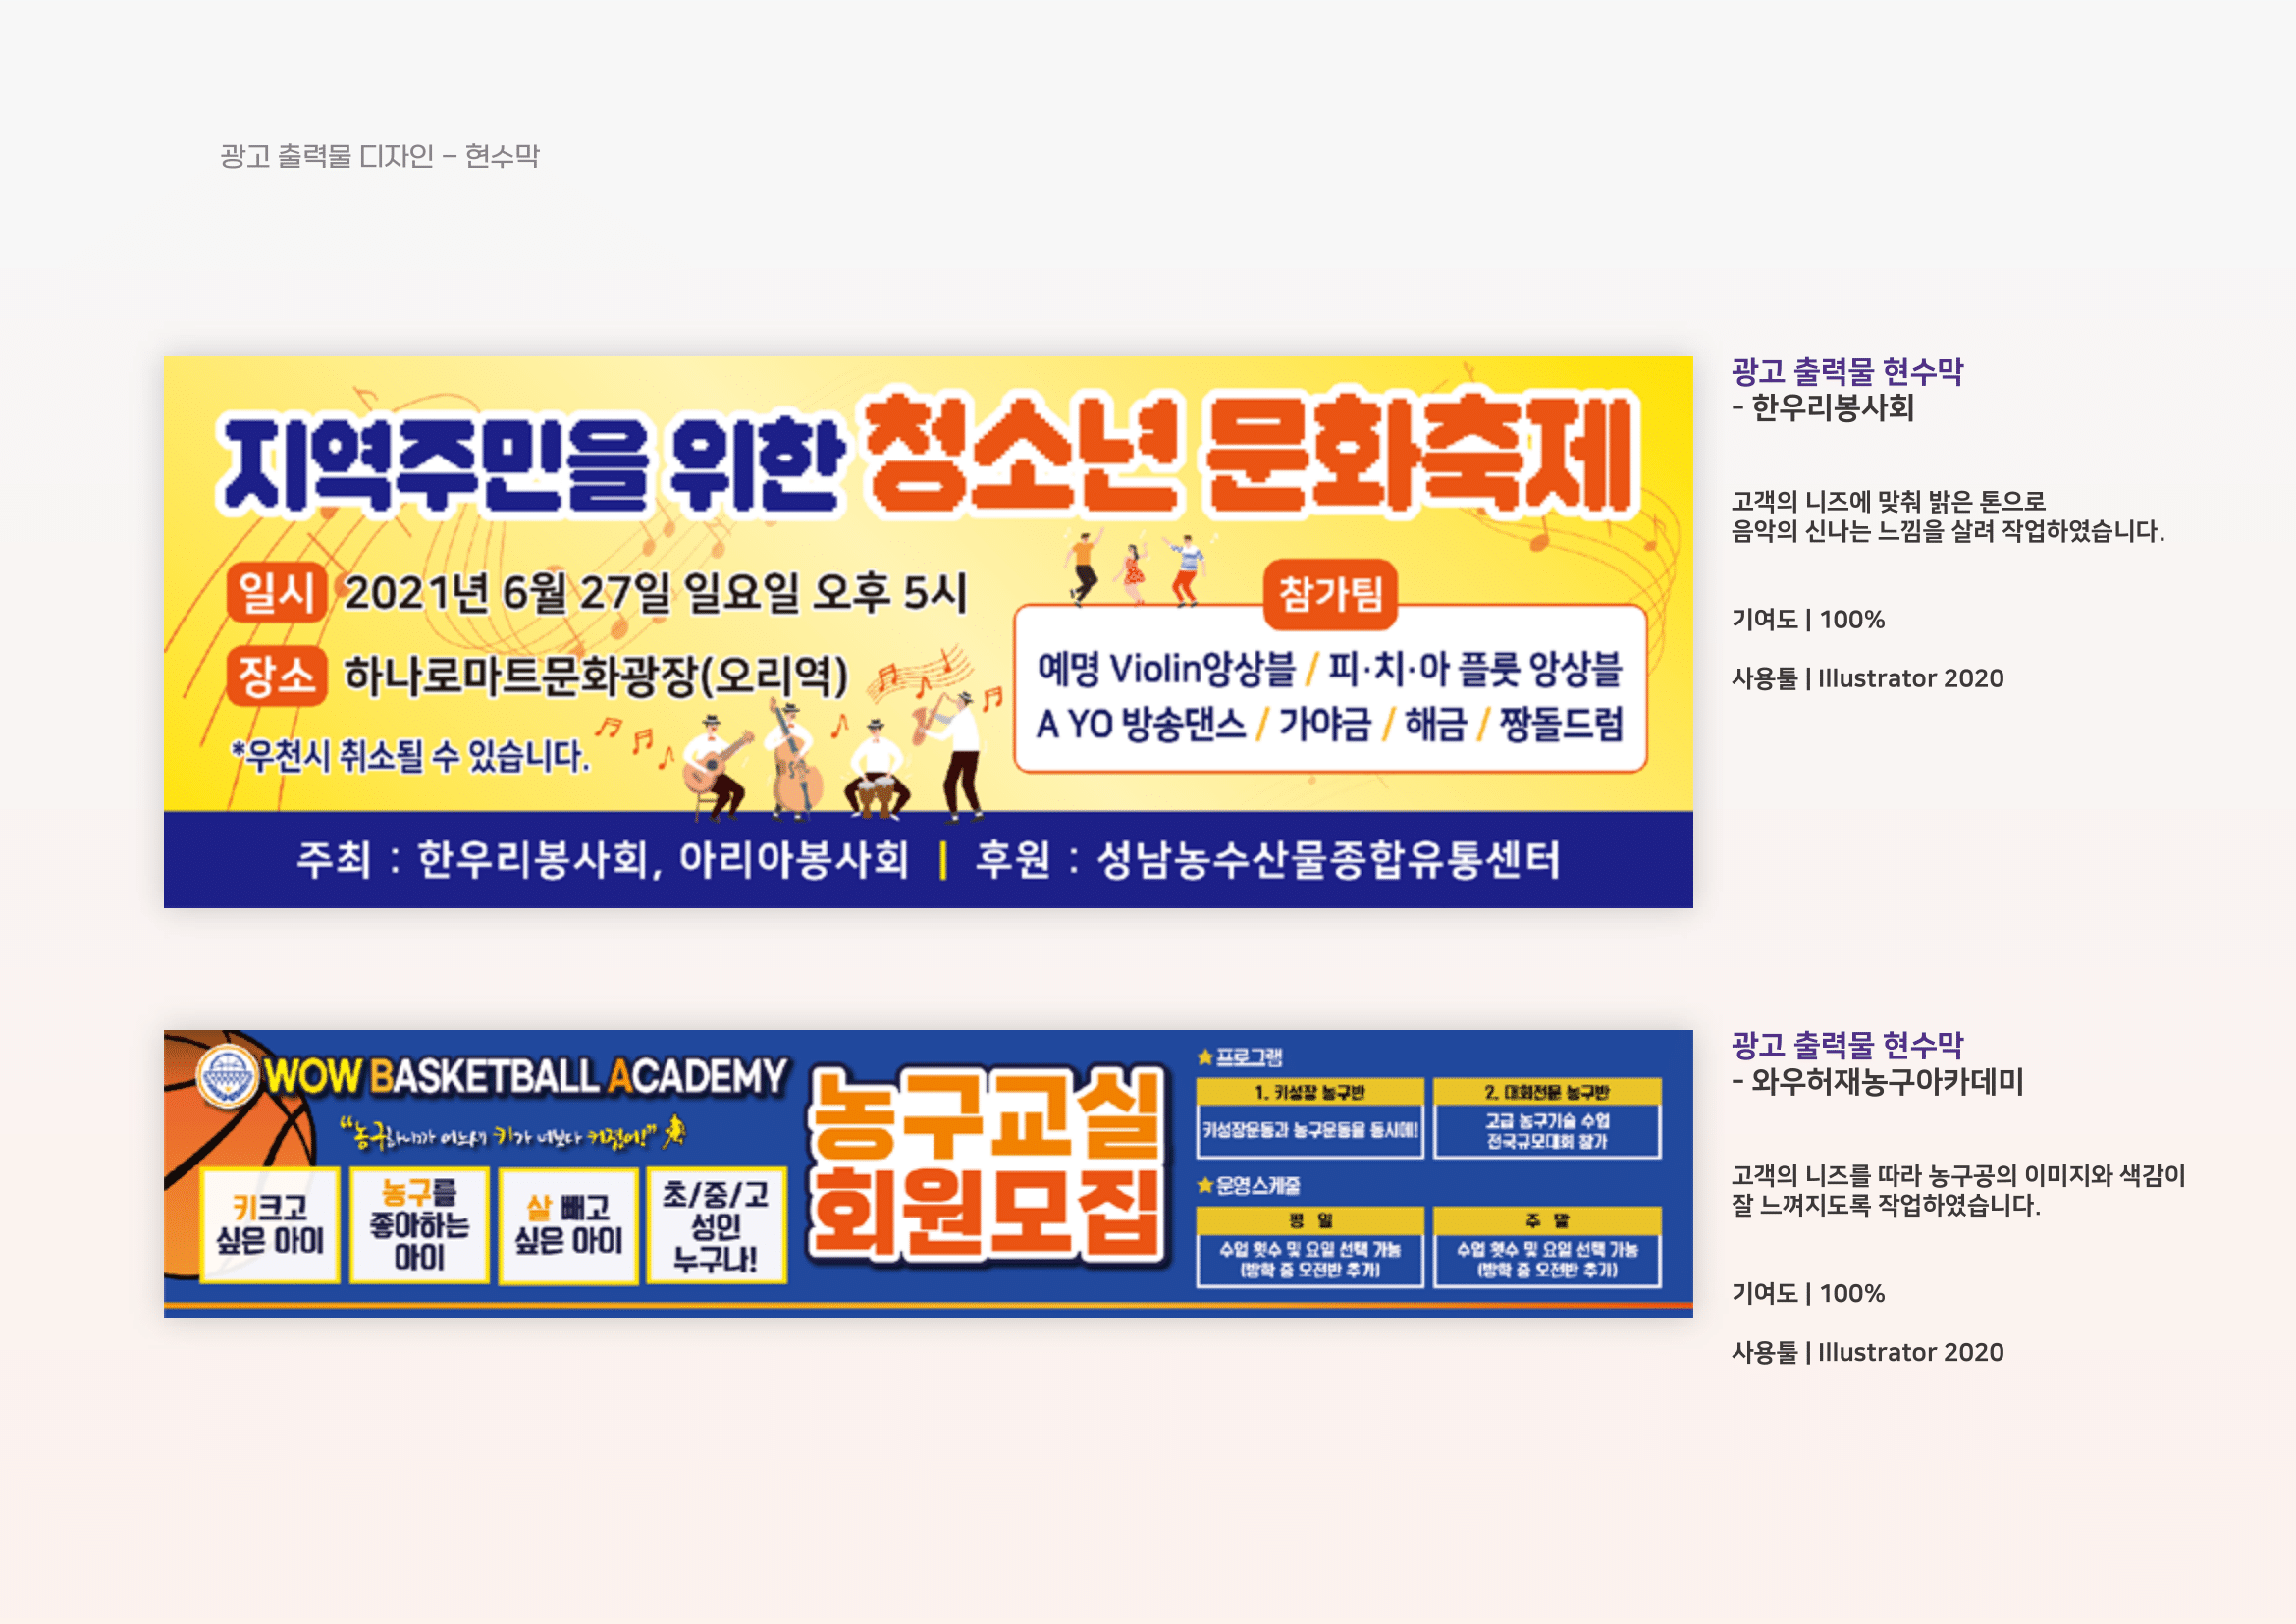 광고 출력물 디자인 – 현수막
지역주민을 위한 청소년 문화축제
일시 2021년 6월 27일 일요일 오후 5시
장소 하나로마트문화광장(오리역)
*우천시 취소될 수 있습니다.
참가팀
예명 Violin앙상블 / 피·치·아 플룻 앙상블
A YO 방송댄스 / 가야금 / 해금 / 짱돌드럼
주최 : 한우리봉사회, 아리아봉사회 | 후원 : 성남농수산물종합유통센터
광고 출력물 현수막
- 한우리봉사회
고객의 니즈에 맞춰 밝은 톤으로
음악의 신나는 느낌을 살려 작업하였습니다.
기여도 | 100%
사용툴 | Illustrator 2020
WOW BASKETBALL ACADEMY
“농구하니까 어느새 키가 너보다 커졌어!”
키크고
싶은 아이
농구를
좋아하는
아이
살 빼고
싶은 아이
초/중/고
성인
누구나!
농구교실
회원모집
★프로그램
1. 키성장 농구반
키성장운동과 농구운동을 동시에!
2. 대회전문 농구반
고급 농구기술 수업
전국규모대회 참가
★운영스케줄
평 일
수업 횟수 및 요일 선택 가능
(방학 중 오전반 추가)
주 말
수업 횟수 및 요일 선택 가능
(방학 중 오전반 추가)
광고 출력물 현수막
- 와우허재농구아카데미
고객의 니즈를 따라 농구공의 이미지와 색감이
잘 느껴지도록 작업하였습니다.
기여도 | 100%
사용툴 | Illustrator 2020